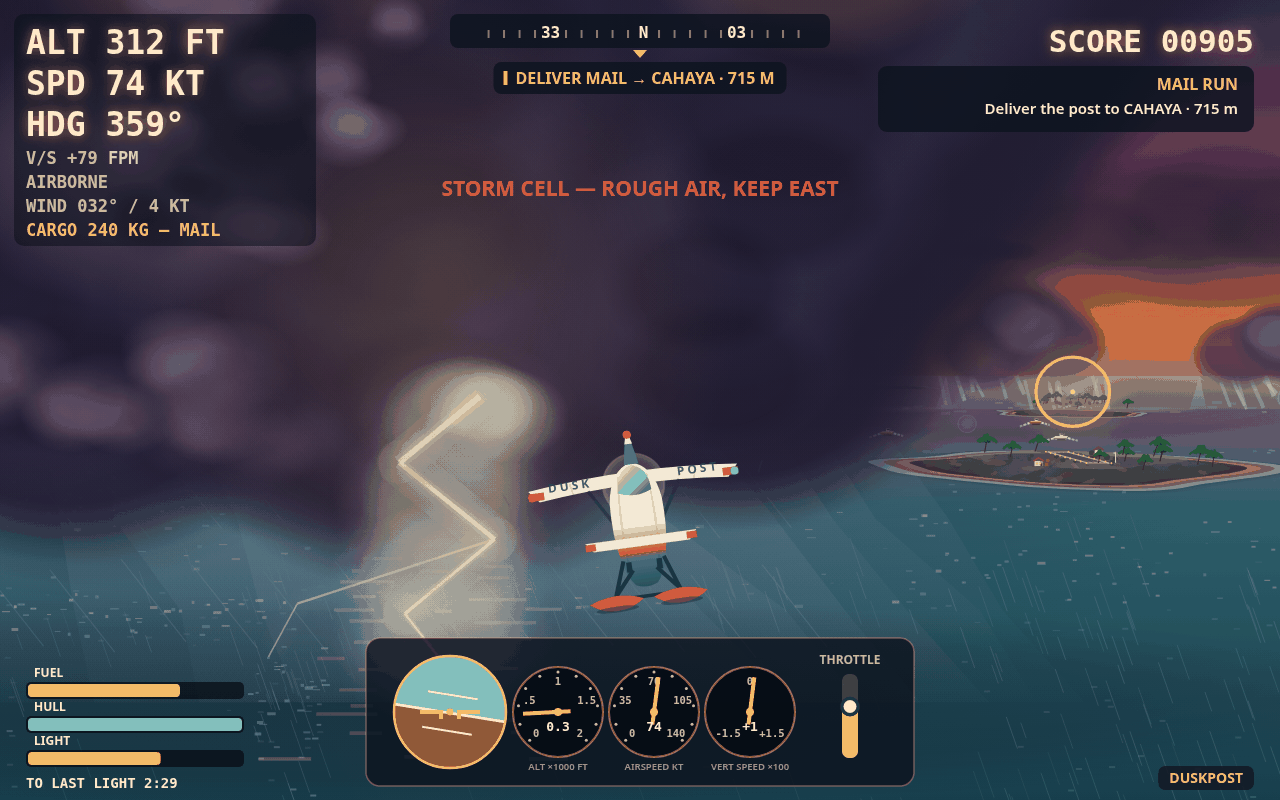 ALT 312 FT
SPD 74 KT
HDG 359°
V/S +79 FPM
AIRBORNE
WIND 032° / 4 KT
CARGO 240 KG — MAIL
33 N 03
DELIVER MAIL → CAHAYA · 715 M
SCORE 00905
MAIL RUN
Deliver the post to CAHAYA · 715 m
STORM CELL — ROUGH AIR, KEEP EAST
DUSK POST
FUEL
HULL
LIGHT
TO LAST LIGHT 2:29
1
.5 1.5
0.3
0 2
ALT ×1000 FT
70
35 105
74
0 140
AIRSPEED KT
0
+1
-1.5 +1.5
VERT SPEED ×100
THROTTLE
DUSKPOST